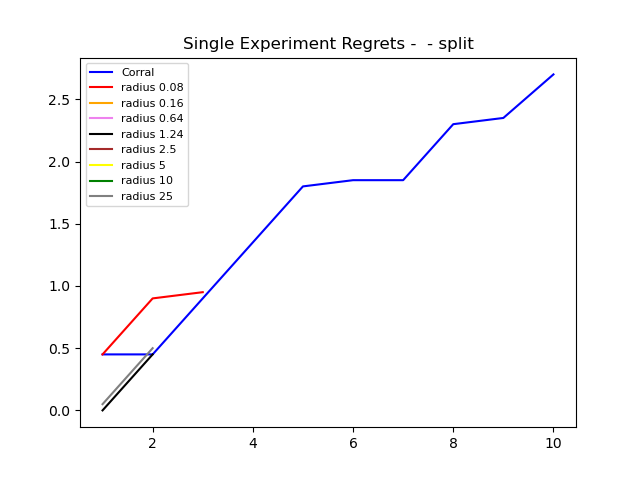 Single Experiment Regrets -  - split
Corral
radius 0.08
radius 0.16
radius 0.64
radius 1.24
radius 2.5
radius 5
radius 10
radius 25
2.5
2.0
1.5
1.0
0.5
0.0
2 4 6 8 10